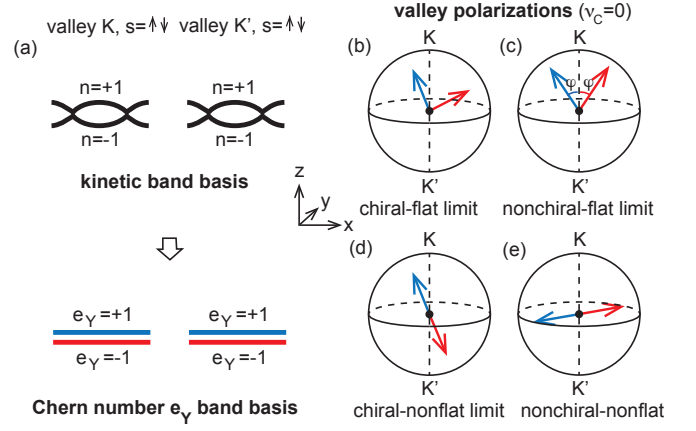 valley K, s=↑↓ valley K', s=↑↓
(a)
n=+1 n=+1
n=-1 n=-1
kinetic band basis
z
y
x
e_Y=+1 e_Y=+1
e_Y=-1 e_Y=-1
Chern number e_Y band basis
valley polarizations (ν_C=0)
(b) K (c) K
φ φ
K' K'
chiral-flat limit nonchiral-flat limit
(d) K (e) K
K' K'
chiral-nonflat limit nonchiral-nonflat